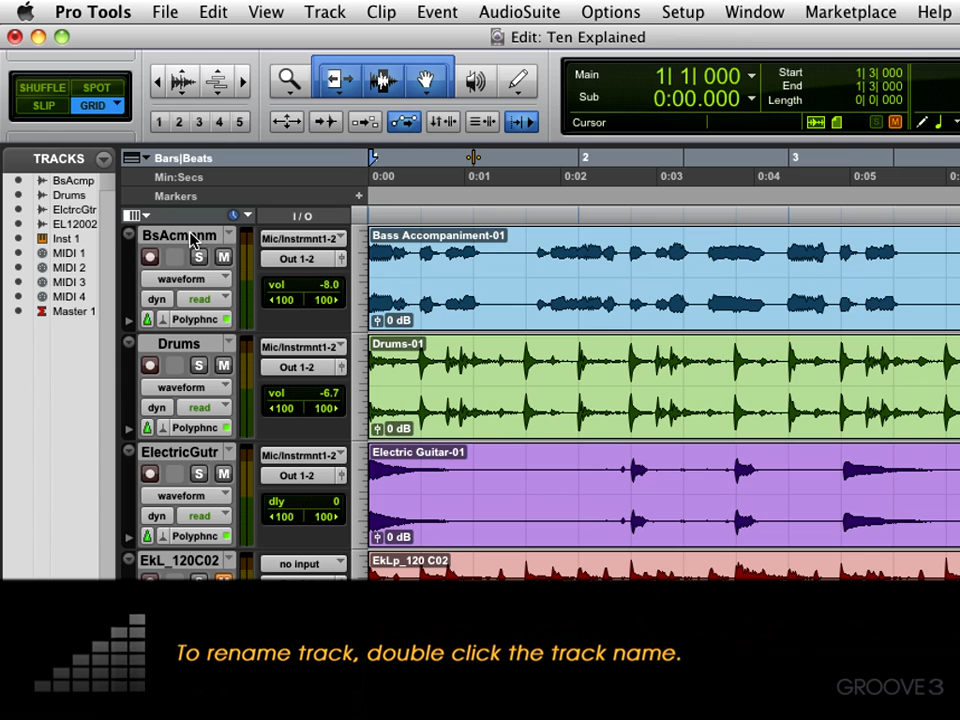 Pro Tools File Edit View Track Clip Event AudioSuite Options Setup Window Marketplace Help
Edit: Ten Explained
SHUFFLE SPOT
SLIP GRID
1 2 3 4 5
Main 1| 1| 000
Sub 0:00.000
Start 1| 3| 000
End 1| 3| 000
Length 0| 0| 000
Cursor
S M
TRACKS
BsAcmp
Drums
ElctrcGtr
EL12002
Inst 1
MIDI 1
MIDI 2
MIDI 3
MIDI 4
Master 1
Bars|Beats 2 3
Min:Secs 0:00 0:01 0:02 0:03 0:04 0:05 0:
Markers +
I / O
S M
waveform
dyn read
Polyphnc
Mic/Instrmnt1-2
Out 1-2
vol -8.0
100 100
Bass Accompaniment-01
0 dB
Drums
S M
waveform
dyn read
Polyphnc
Mic/Instrmnt1-2
Out 1-2
vol -6.7
100 100
Drums-01
0 dB
ElectricGutr
S M
waveform
dyn read
Polyphnc
Mic/Instrmnt1-2
Out 1-2
dly 0
100 100
Electric Guitar-01
0 dB
EkL_120C02
no input
EkLp_120 C02
To rename track, double click the track name.
GROOVE3